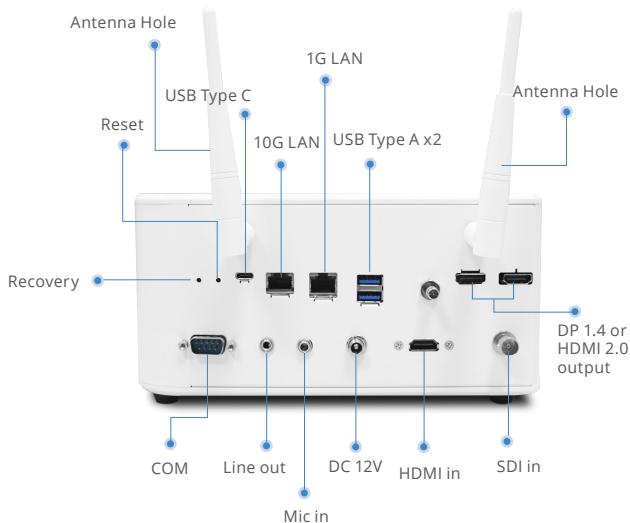 Antenna Hole
1G LAN
USB Type C
Antenna Hole
Reset
10G LAN
USB Type A x2
Recovery
DP 1.4 or
HDMI 2.0
output
COM
Line out
DC 12V
HDMI in
SDI in
Mic in